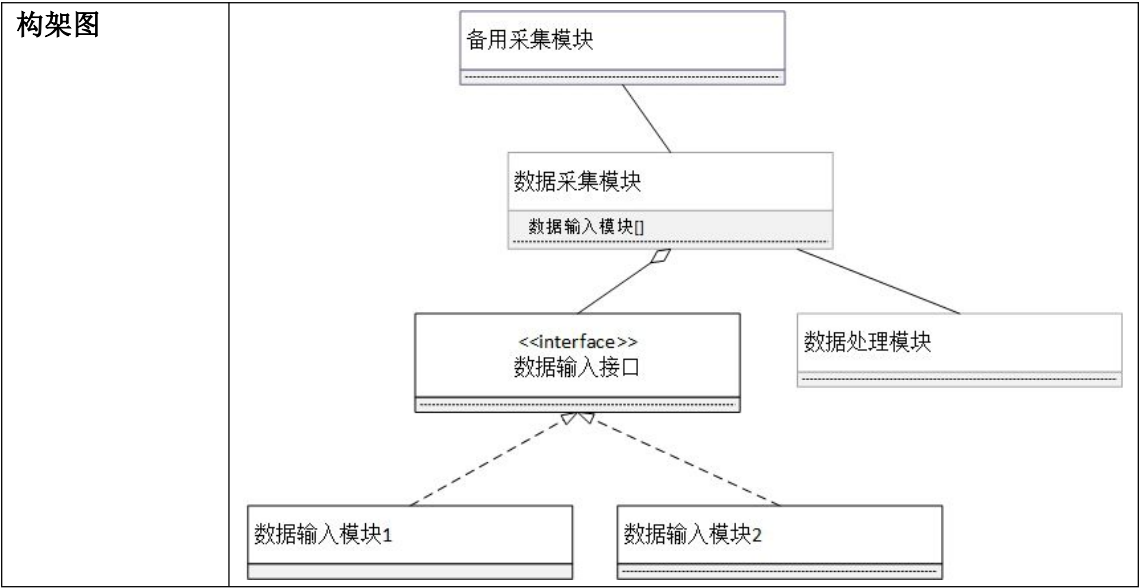 构架图
备用采集模块
数据采集模块
数据输入模块[]
<<interface>>
数据输入接口
数据处理模块
数据输入模块1
数据输入模块2